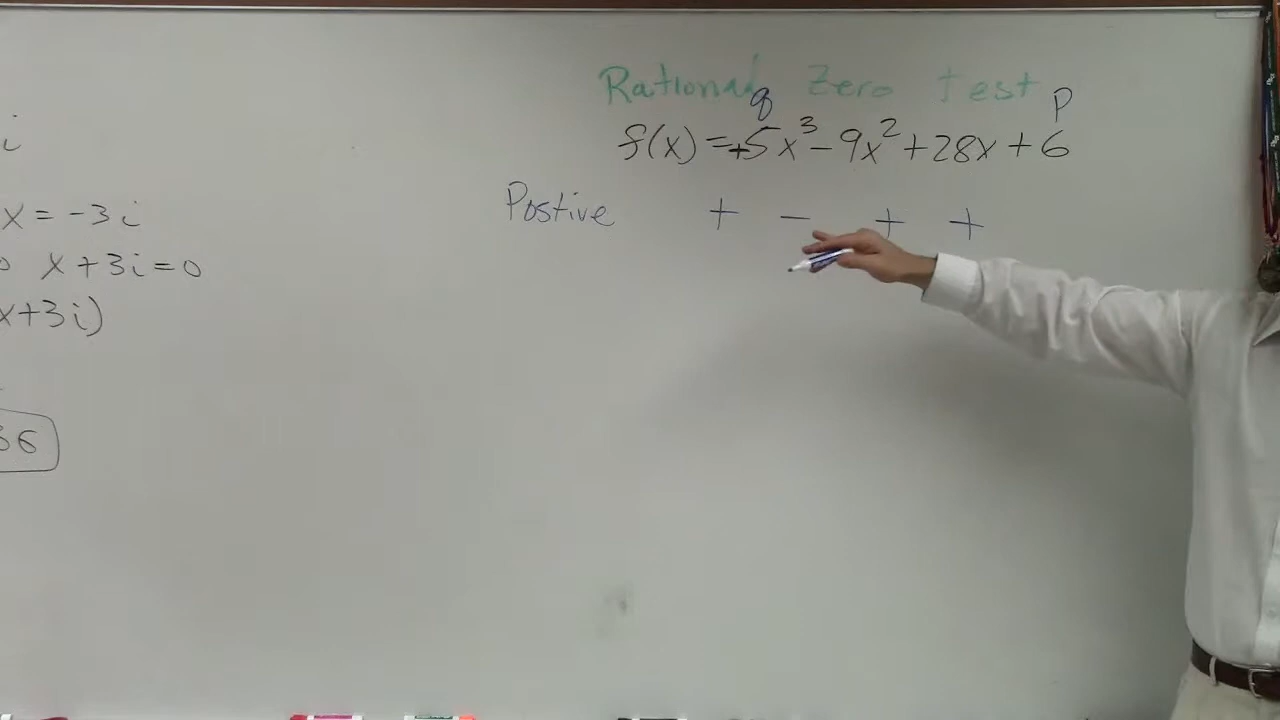 i
x = -3i
x+3i=0
x+3i)
36
Rational Zero test
q p
f(x) = +5x³-9x²+28x+6
Postive + - + +